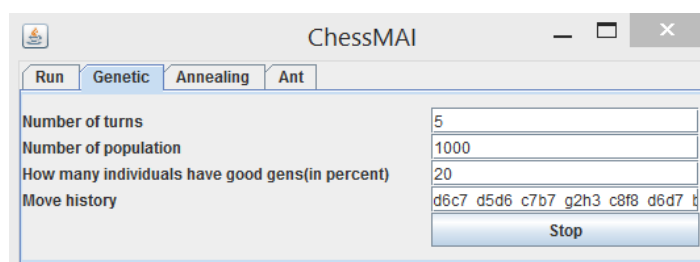 ChessMAI
Run Genetic Annealing Ant
Number of turns 5
Number of population 1000
How many individuals have good gens(in percent) 20
Move history d6c7 d5d6 c7b7 g2h3 c8f8 d6d7
Stop